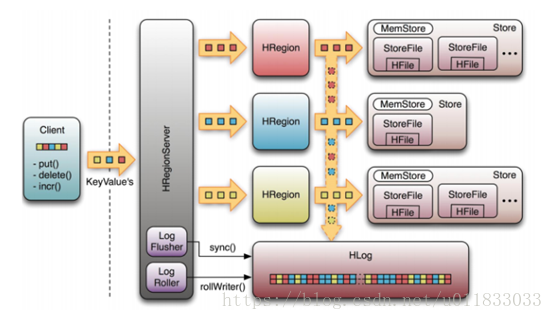 Client
- put()
- delete()
- incr()
KeyValue's
HRegionServer
Log
Flusher
Log
Roller
sync()
rollWriter()
HRegion
HRegion
HRegion
MemStore
Store
StoreFile
HFile
StoreFile
HFile
...
MemStore
Store
StoreFile
HFile
MemStore
Store
StoreFile
HFile
StoreFile
HFile
...
HLog
https://blog.csdn.net/u011833033